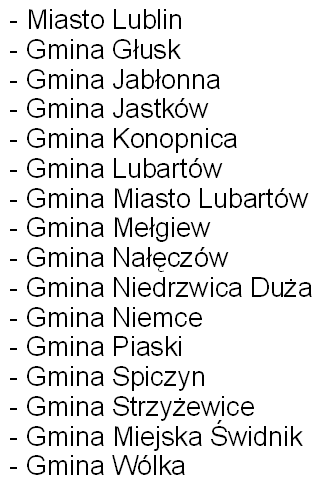 - Miasto Lublin
- Gmina Głusk
- Gmina Jabłonna
- Gmina Jastków
- Gmina Konopnica
- Gmina Lubartów
- Gmina Miasto Lubartów
- Gmina Mełgiew
- Gmina Nałęczów
- Gmina Niedrzwica Duża
- Gmina Niemce
- Gmina Piaski
- Gmina Spiczyn
- Gmina Strzyżewice
- Gmina Miejska Świdnik
- Gmina Wólka